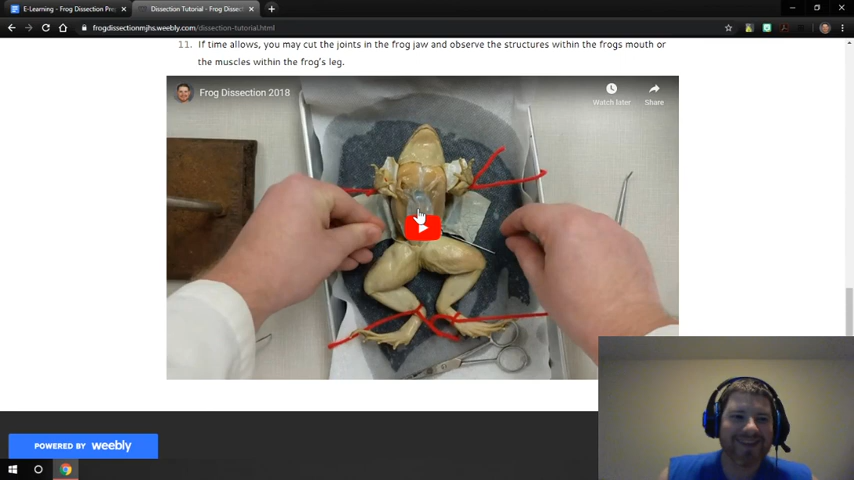 E-Learning - Frog Dissection Pre
Dissection Tutorial - Frog Dissec
frogdissectionmjhs.weebly.com/dissection-tutorial.html
11. If time allows, you may cut the joints in the frog jaw and observe the structures within the frogs mouth or
the muscles within the frog's leg.
Frog Dissection 2018
Watch later
Share
POWERED BY weebly